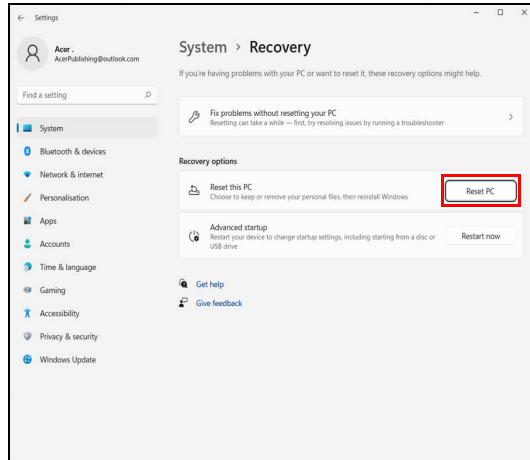 Settings
Acer .
AcerPublishing@outlook.com
Find a setting
System
Bluetooth & devices
Network & internet
Personalisation
Apps
Accounts
Time & language
Gaming
Accessibility
Privacy & security
Windows Update
System > Recovery
If you're having problems with your PC or want to reset it, these recovery options might help.
Fix problems without resetting your PC
Resetting can take a while — first, try resolving issues by running a troubleshooter
Recovery options
Reset this PC
Choose to keep or remove your personal files, then reinstall Windows
Reset PC
Advanced startup
Restart your device to change startup settings, including starting from a disc or
USB drive
Restart now
Get help
Give feedback